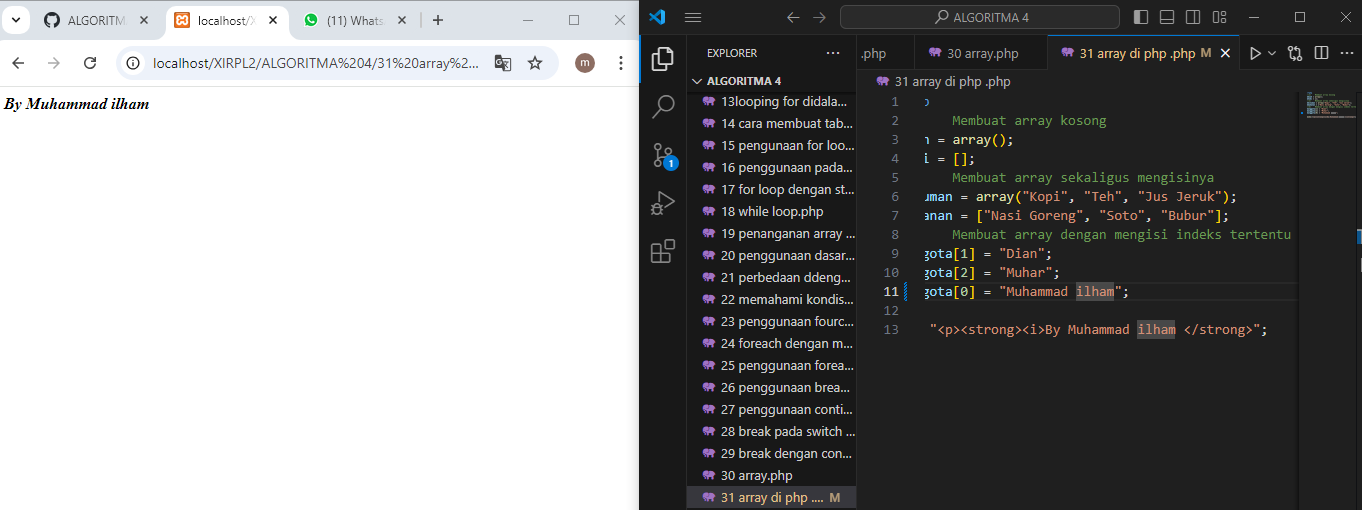 ALGORITM
localhost/XI
(11) Whats
localhost/XIRPL2/ALGORITMA%204/31%20array%2...
m
By Muhammad ilham
ALGORITMA 4
EXPLORER
.php
30 array.php
31 array di php .php M
ALGORITMA 4
31 array di php .php
13looping for didala...
14 cara membuat tab...
15 pengunaan for loo...
16 penggunaan pada...
17 for loop dengan st...
18 while loop.php
19 penanganan array ...
20 penggunaan dasar...
21 perbedaan ddeng...
22 memahami kondis...
23 penggunaan fourc...
24 foreach dengan m...
25 penggunaan forea...
26 penggunaan brea...
27 penggunaan conti...
28 break pada switch ...
29 break dengan con...
30 array.php
31 array di php .... M
1
1
2 Membuat array kosong
3 = array();
4 = [];
5 Membuat array sekaligus mengisinya
6 uman = array("Kopi", "Teh", "Jus Jeruk");
7 anan = ["Nasi Goreng", "Soto", "Bubur"];
8 Membuat array dengan mengisi indeks tertentu
9 gota[1] = "Dian";
10 gota[2] = "Muhar";
11 gota[0] = "Muhammad ilham";
12
13 "<p><strong><i>By Muhammad ilham </strong>";